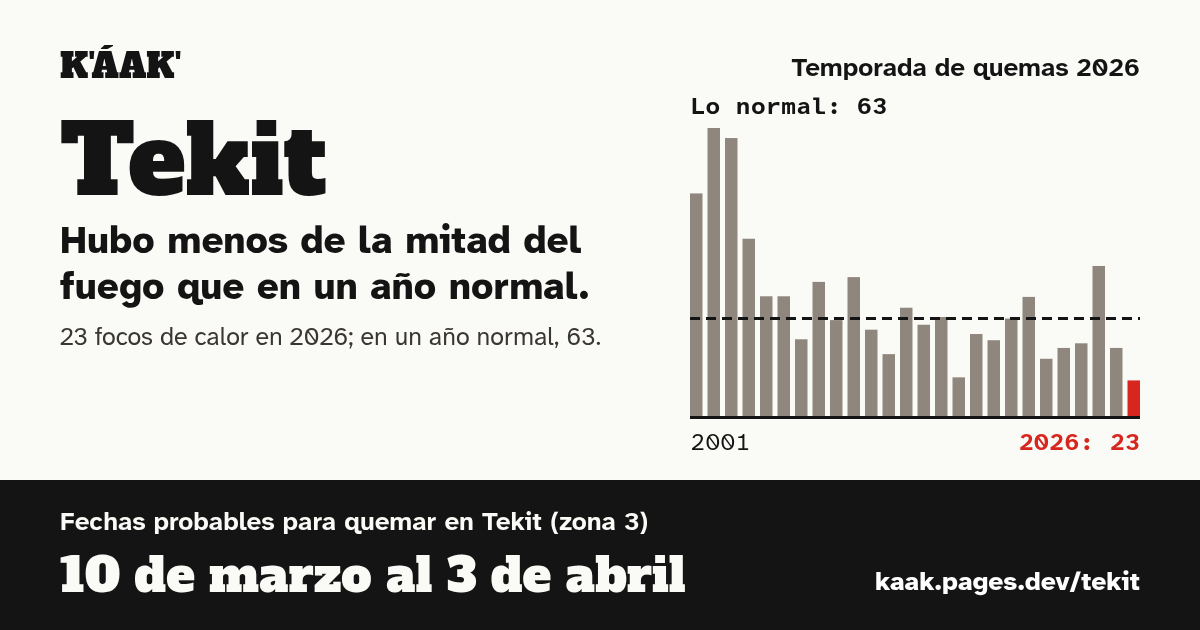 K'ÁAK'
Tekit
Hubo menos de la mitad del
fuego que en un año normal.
23 focos de calor en 2026; en un año normal, 63.
Temporada de quemas 2026
Lo normal: 63
2001
2026: 23
Fechas probables para quemar en Tekit (zona 3)
10 de marzo al 3 de abril
kaak.pages.dev/tekit